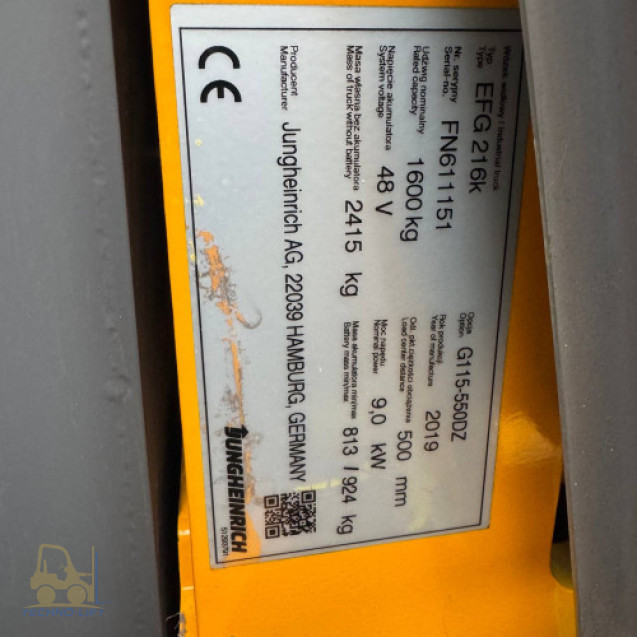 Wózek widłowy / Industrial truck
Typ
Type EFG 216k
Opcja
Option G115-550DZ
Nr. seryjny
Serial-no. FN611151
Rok produkcji
Year of manufacture 2019
Udźwig nominalny
Rated capacity 1600 kg
Odl. pkt. ciężkości obciążenia
Load center distance 500 mm
Napięcie akumulatora
System voltage 48 V
Moc napędu
Nominal power 9,0 kW
Masa własna bez akumulatora
Mass of truck without battery 2415 kg
Masa akumulatora min/max
Battery mass min/max 813 / 924 kg
Producent
Manufacturer Jungheinrich AG, 22039 HAMBURG, GERMANY
CE
JUNGHEINRICH